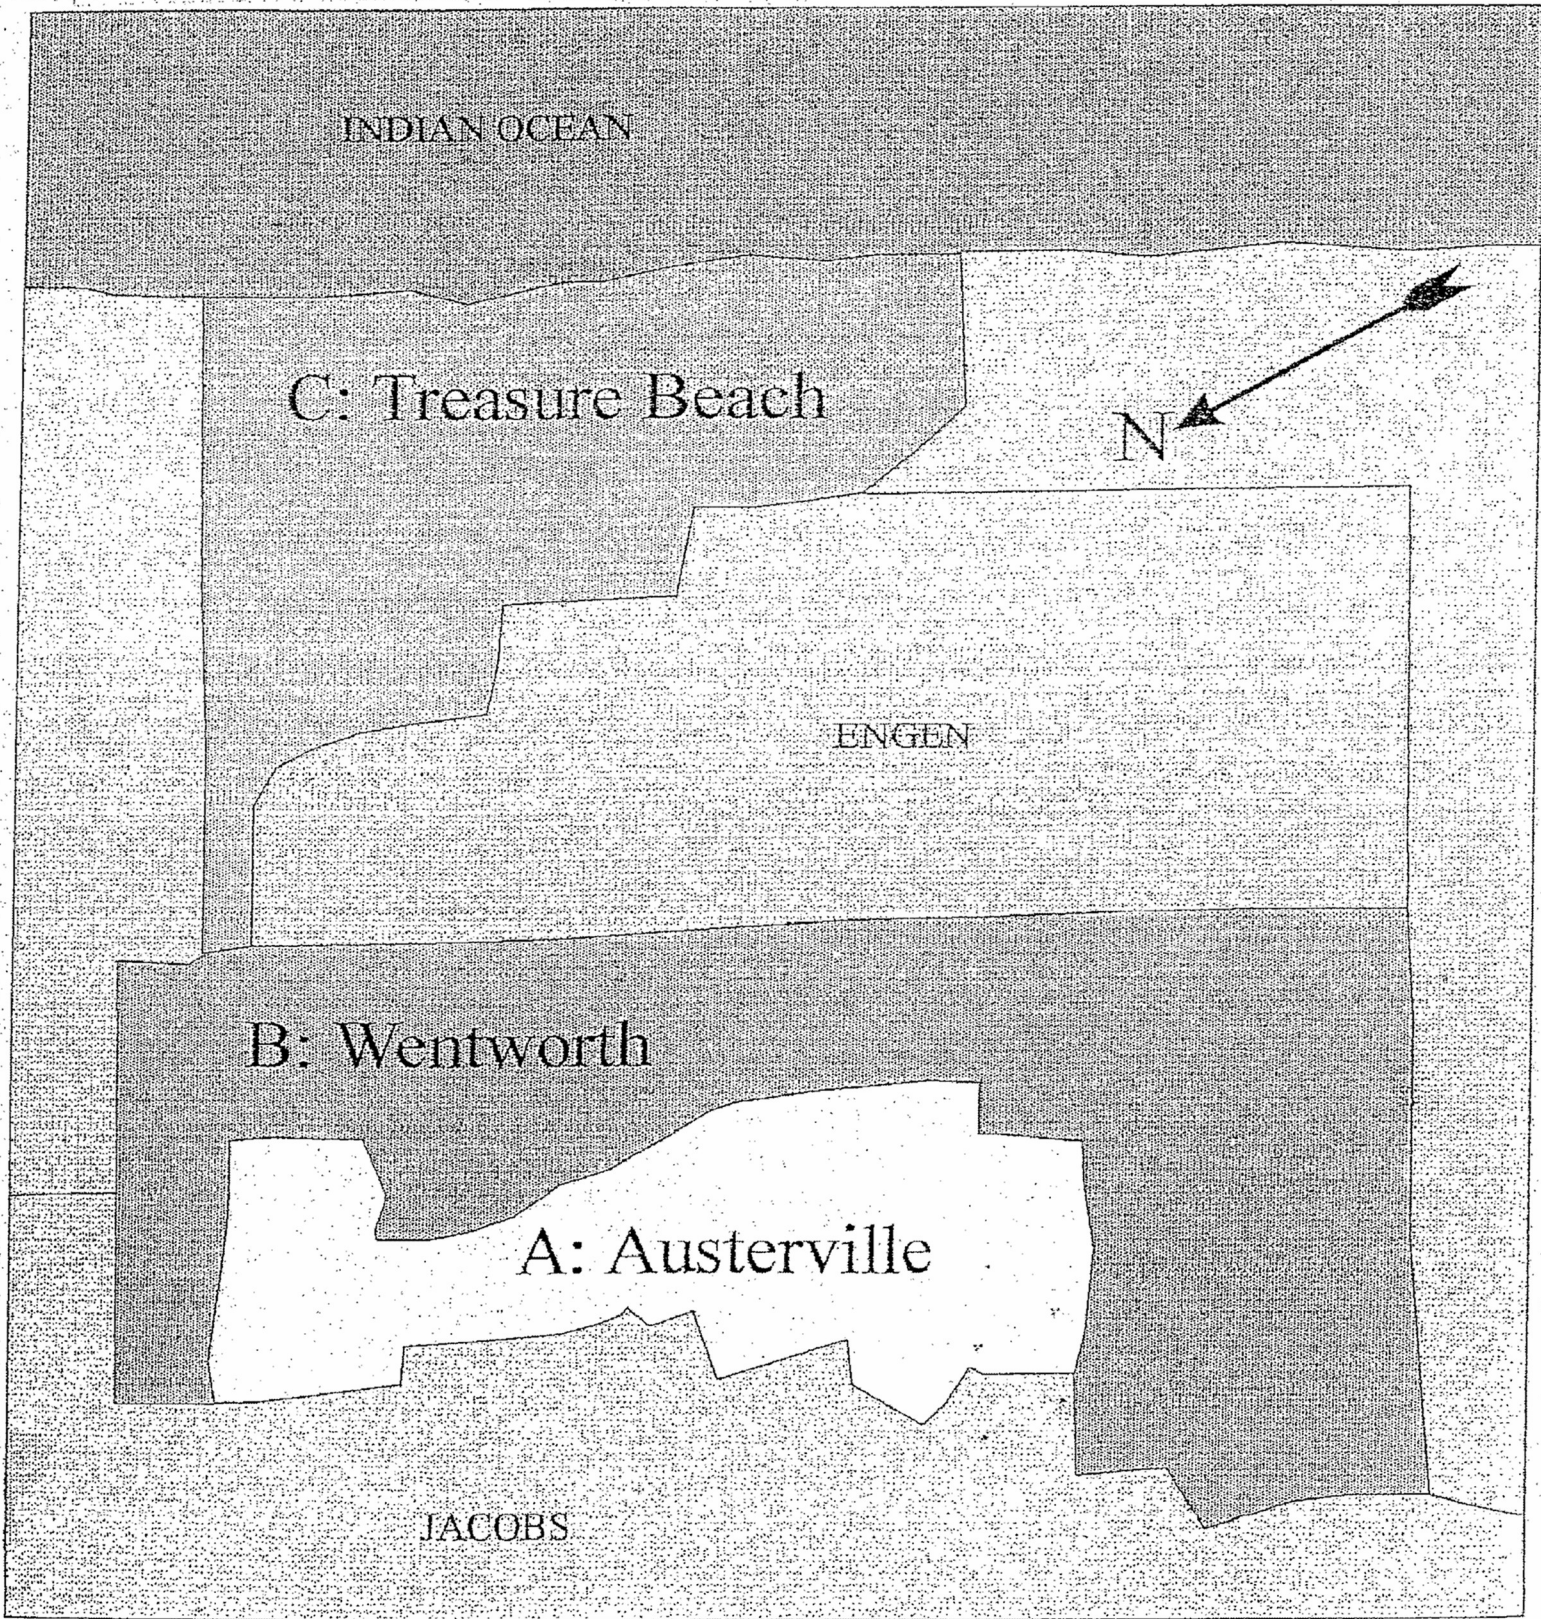 INDIAN OCEAN
C: Treasure Beach
N
ENGEN
B: Wentworth
A: Austerville
JACOBS